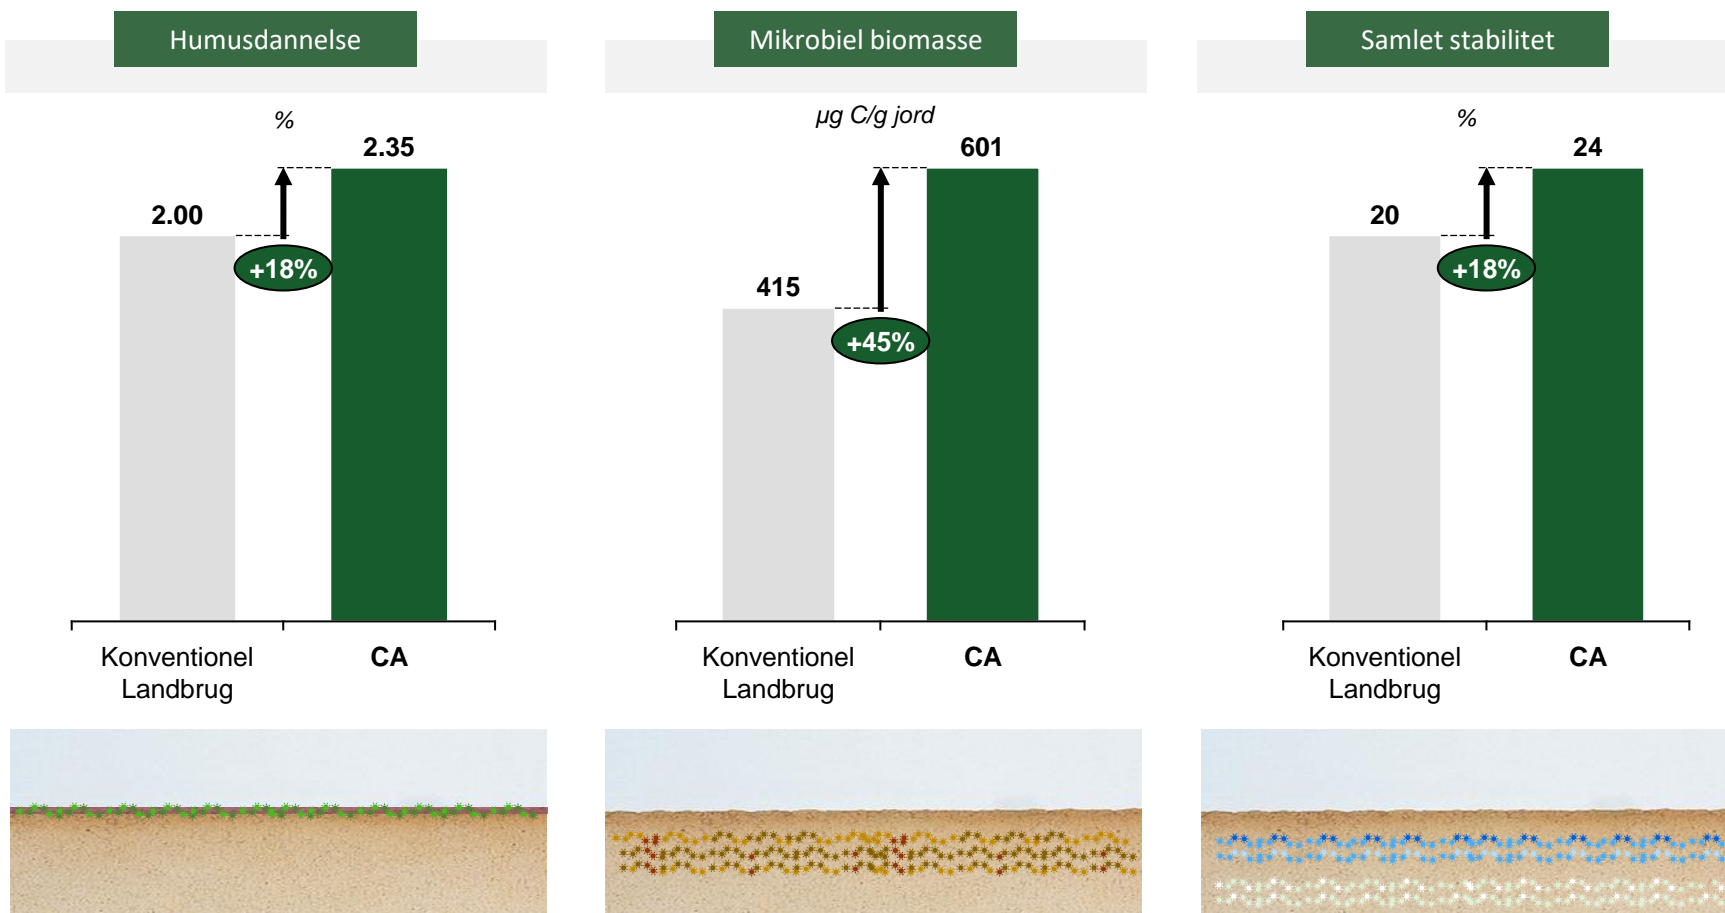 Humusdannelse
%
2.35
2.00
+18%
Konventionel
Landbrug
CA
Mikrobiel biomasse
µg C/g jord
601
415
+45%
Konventionel
Landbrug
CA
Samlet stabilitet
%
24
20
+18%
Konventionel
Landbrug
CA